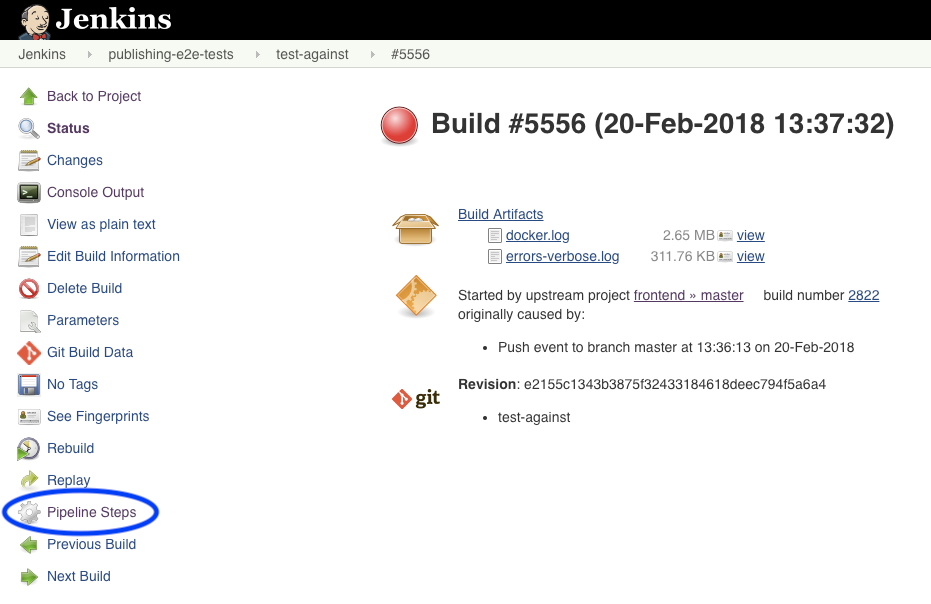 Jenkins
Jenkins publishing-e2e-tests test-against #5556
Back to Project
Status
Changes
Console Output
View as plain text
Edit Build Information
Delete Build
Parameters
Git Build Data
No Tags
See Fingerprints
Rebuild
Replay
Pipeline Steps
Previous Build
Next Build
Build #5556 (20-Feb-2018 13:37:32)
Build Artifacts
docker.log 2.65 MB view
errors-verbose.log 311.76 KB view
Started by upstream project frontend » master build number 2822
originally caused by:
• Push event to branch master at 13:36:13 on 20-Feb-2018
git
Revision: e2155c1343b3875f32433184618deec794f5a6a4
• test-against